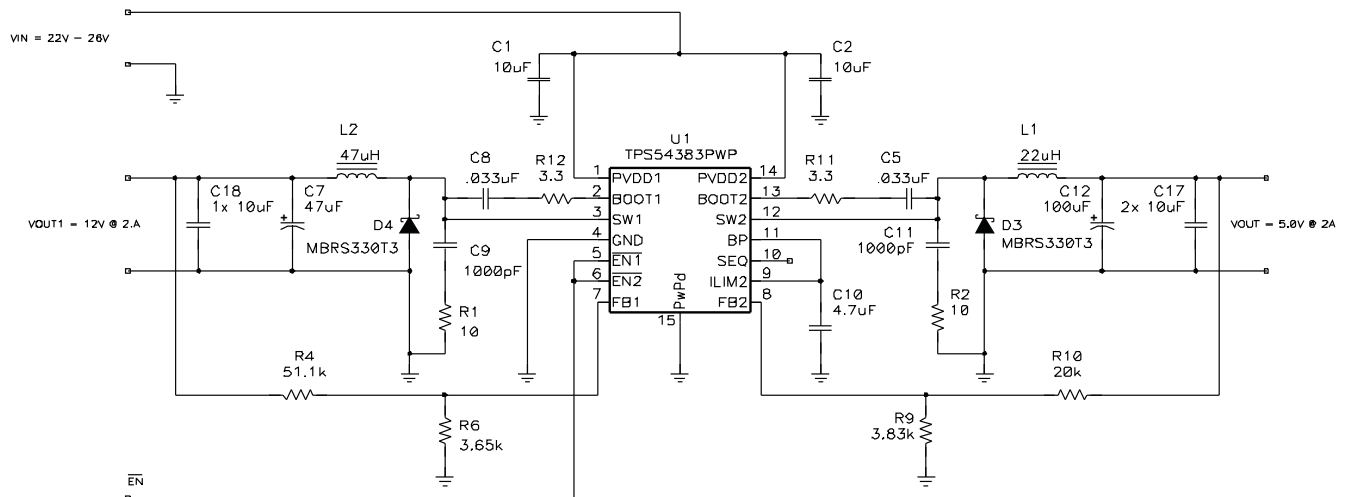 VIN = 22V - 26V
C1
10uF
C2
10uF
L2
47uH
C8
.033uF
R12
3.3
U1
TPS54383PWP
R11
3.3
C5
.033uF
L1
22uH
1 PVDD1
PVDD2 14
2 BOOT1
BOOT2 13
3 SW1
SW2 12
4 GND
BP 11
5 EN1
SEQ 10
6 EN2
ILIM2 9
7 FB1
FB2 8
PwPd
15
C18
1x 10uF
C7
47uF
+
D4
MBRS330T3
C9
1000pF
R1
10
VOUT1 = 12V @ 2.A
C11
1000pF
D3
MBRS330T3
C12
100uF
+
C17
2x 10uF
VOUT = 5.0V @ 2A
R2
10
C10
4.7uF
R4
51.1k
R10
20k
R6
3.65k
R9
3.83k
EN